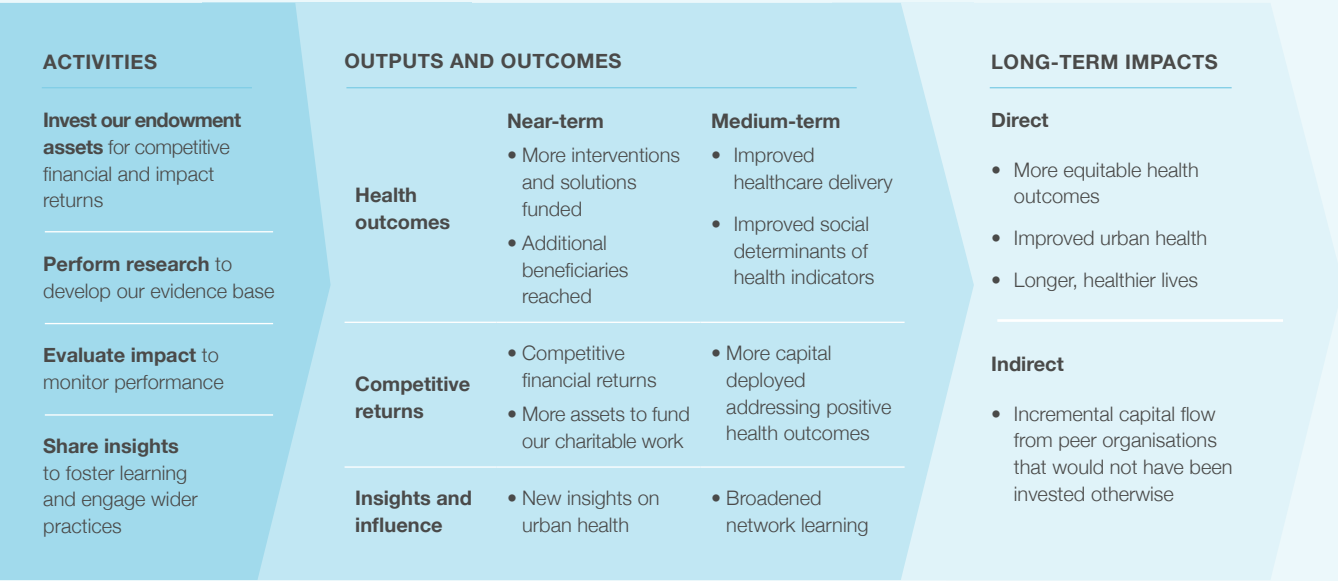 ACTIVITIES
Invest our endowment
assets for competitive
financial and impact
returns
Perform research to
develop our evidence base
Evaluate impact to
monitor performance
Share insights
to foster learning
and engage wider
practices
OUTPUTS AND OUTCOMES
Near-term
Medium-term
Health
outcomes
• More interventions
and solutions
funded
• Additional
beneficiaries
reached
• Improved
healthcare delivery
• Improved social
determinants of
health indicators
Competitive
returns
• Competitive
financial returns
• More assets to fund
our charitable work
• More capital
deployed
addressing positive
health outcomes
Insights and
influence
• New insights on
urban health
• Broadened
network learning
LONG-TERM IMPACTS
Direct
• More equitable health
outcomes
• Improved urban health
• Longer, healthier lives
Indirect
• Incremental capital flow
from peer organisations
that would not have been
invested otherwise